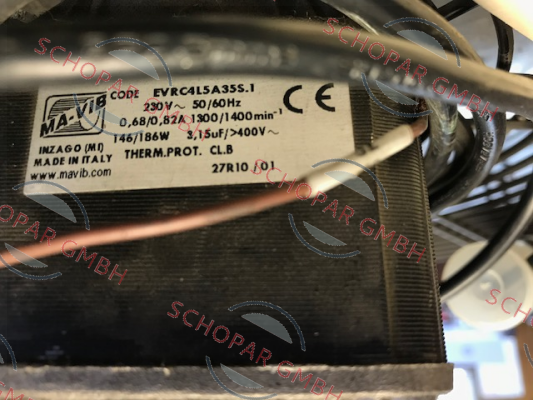 MA-VIB
CODE EVRC4L5A35S.1
230V~ 50/60Hz
0,68/0,82A 1300/1400min⁻¹
146/186W 3,15uF/>400V~
THERM.PROT. CL.B
27R10 01
CE
INZAGO (MI)
MADE IN ITALY
www.mavib.com
SCHOPAR GMBH
SCHOPAR GMBH
SCHOPAR GMBH
SCHOPAR GMBH